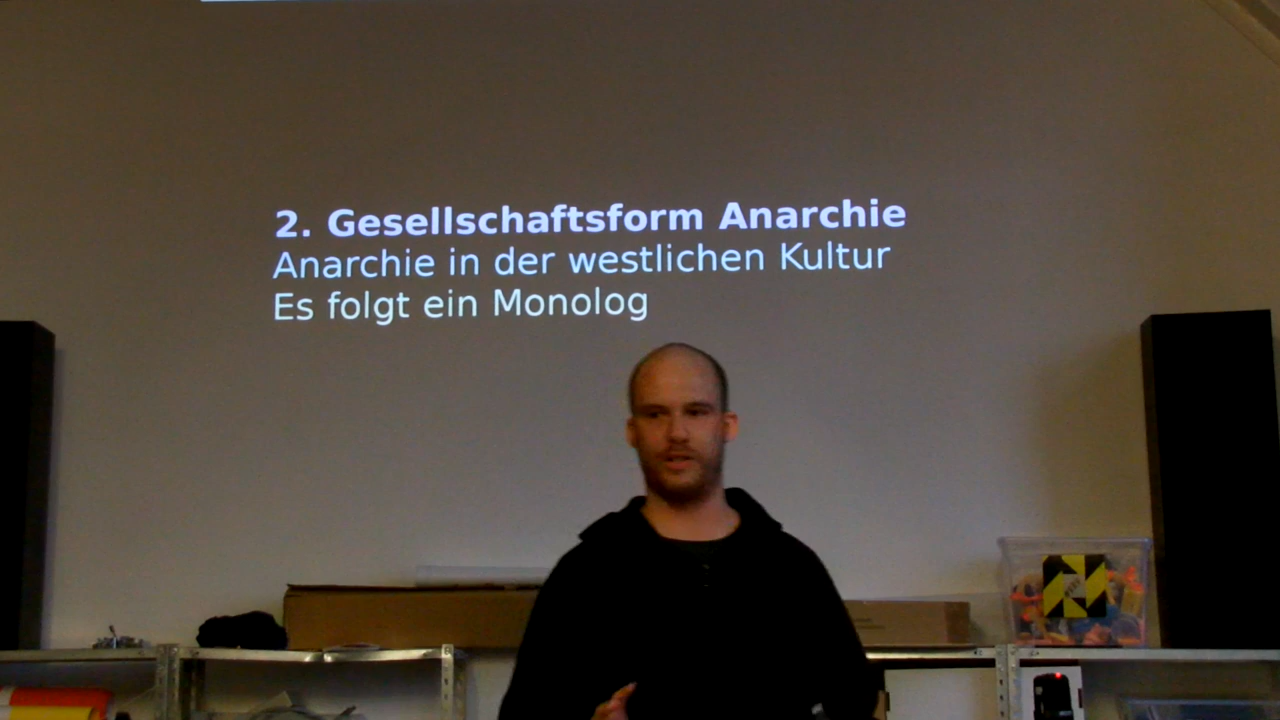 2. Gesellschaftsform Anarchie
Anarchie in der westlichen Kultur
Es folgt ein Monolog